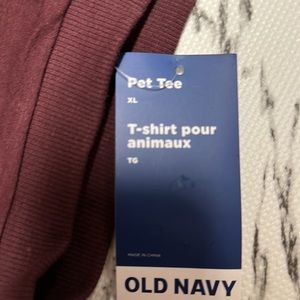 Pet Tee
XL
T-shirt pour
animaux
TG
MADE IN CHINA
OLD NAVY